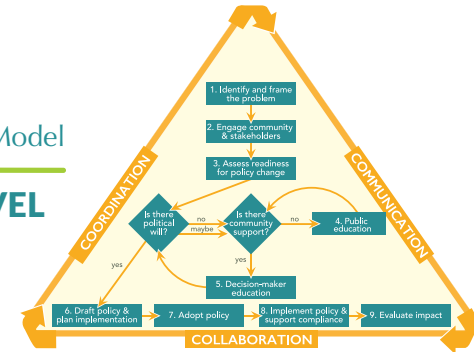 Model
VEL
COORDINATION
COMMUNICATION
1. Identify and frame
the problem
2. Engage community
& stakeholders
3. Assess readiness
for policy change
Is there
political
will?
no
maybe
Is there
community
support?
no
4. Public
education
yes
yes
5. Decision-maker
education
6. Draft policy &
plan implementation
7. Adopt policy
8. Implement policy &
support compliance
9. Evaluate impact
COLLABORATION